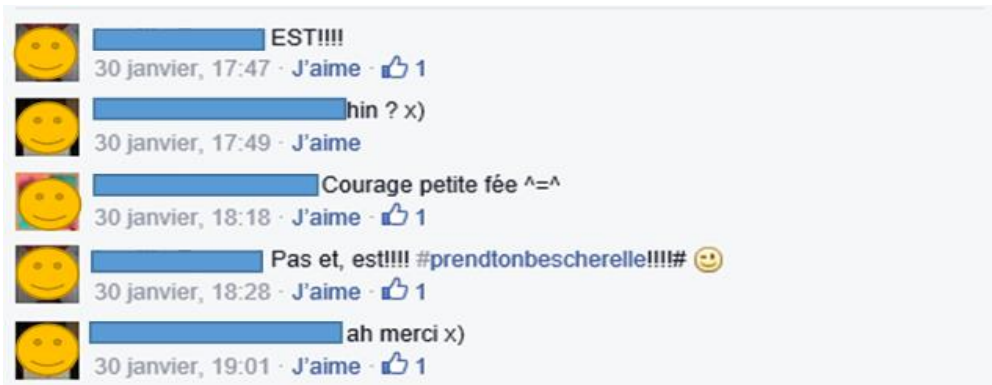 EST!!!!
30 janvier, 17:47 · J'aime · 1
hin ? x)
30 janvier, 17:49 · J'aime
Courage petite fée ^=^
30 janvier, 18:18 · J'aime · 1
Pas et, est!!!! #prendtonbescherelle!!!!#
30 janvier, 18:28 · J'aime · 1
ah merci x)
30 janvier, 19:01 · J'aime · 1